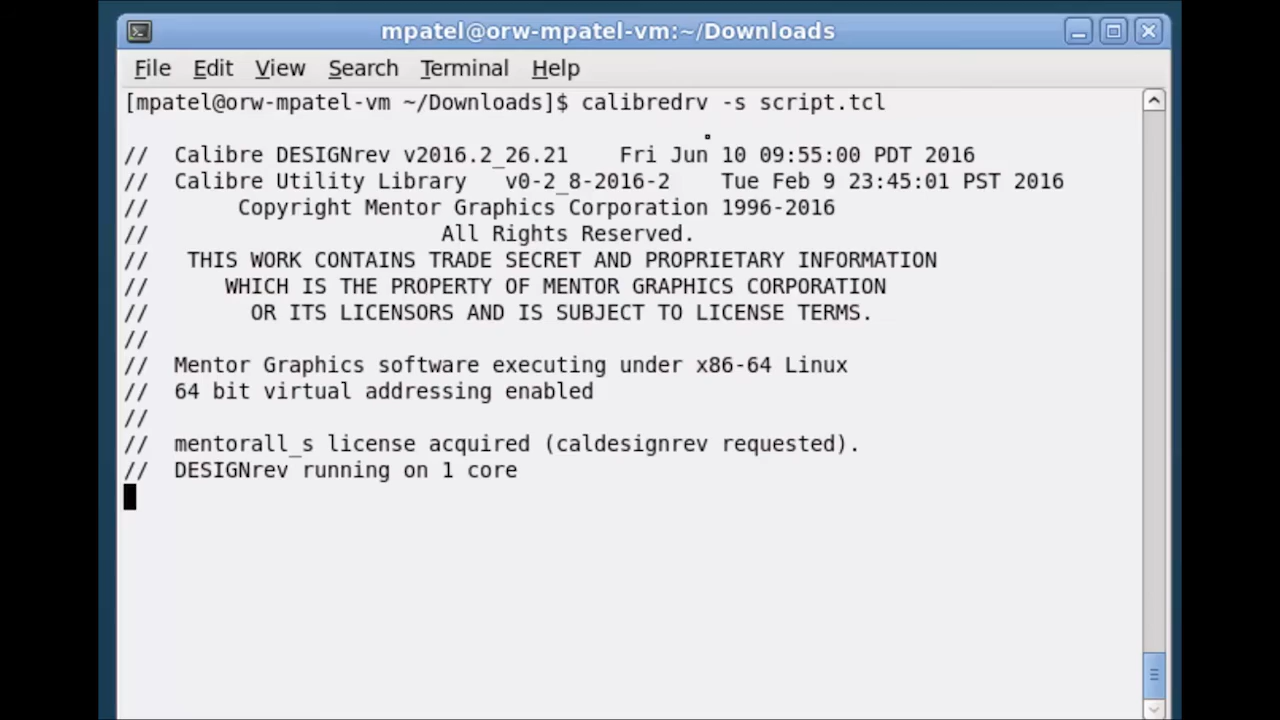 mpatel@orw-mpatel-vm:~/Downloads
File Edit View Search Terminal Help
[mpatel@orw-mpatel-vm ~/Downloads]$ calibredrv -s script.tcl
// Calibre DESIGNrev v2016.2_26.21 Fri Jun 10 09:55:00 PDT 2016
// Calibre Utility Library v0-2_8-2016-2 Tue Feb 9 23:45:01 PST 2016
// Copyright Mentor Graphics Corporation 1996-2016
// All Rights Reserved.
// THIS WORK CONTAINS TRADE SECRET AND PROPRIETARY INFORMATION
// WHICH IS THE PROPERTY OF MENTOR GRAPHICS CORPORATION
// OR ITS LICENSORS AND IS SUBJECT TO LICENSE TERMS.
//
// Mentor Graphics software executing under x86-64 Linux
// 64 bit virtual addressing enabled
//
// mentorall_s license acquired (caldesignrev requested).
// DESIGNrev running on 1 core